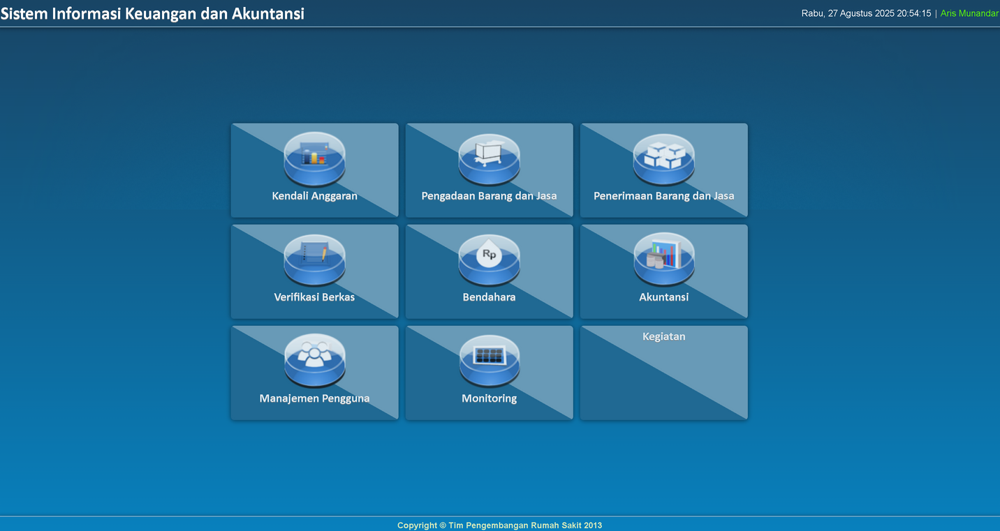 Sistem Informasi Keuangan dan Akuntansi
Rabu, 27 Agustus 2025 20:54:15 | Aris Munandar
Kendali Anggaran
Pengadaan Barang dan Jasa
Penerimaan Barang dan Jasa
Verifikasi Berkas
Rp
Bendahara
Akuntansi
Manajemen Pengguna
Monitoring
Kegiatan
Copyright © Tim Pengembangan Rumah Sakit 2013